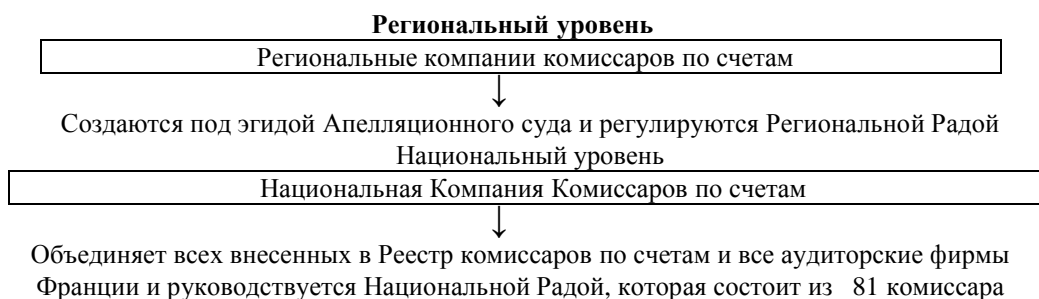 Региональный уровень
Региональные компании комиссаров по счетам
↓
Создаются под эгидой Апелляционного суда и регулируются Региональной Радой
Национальный уровень
Национальная Компания Комиссаров по счетам
↓
Объединяет всех внесенных в Реестр комиссаров по счетам и все аудиторские фирмы
Франции и руководствуется Национальной Радой, которая состоит из 81 комиссара